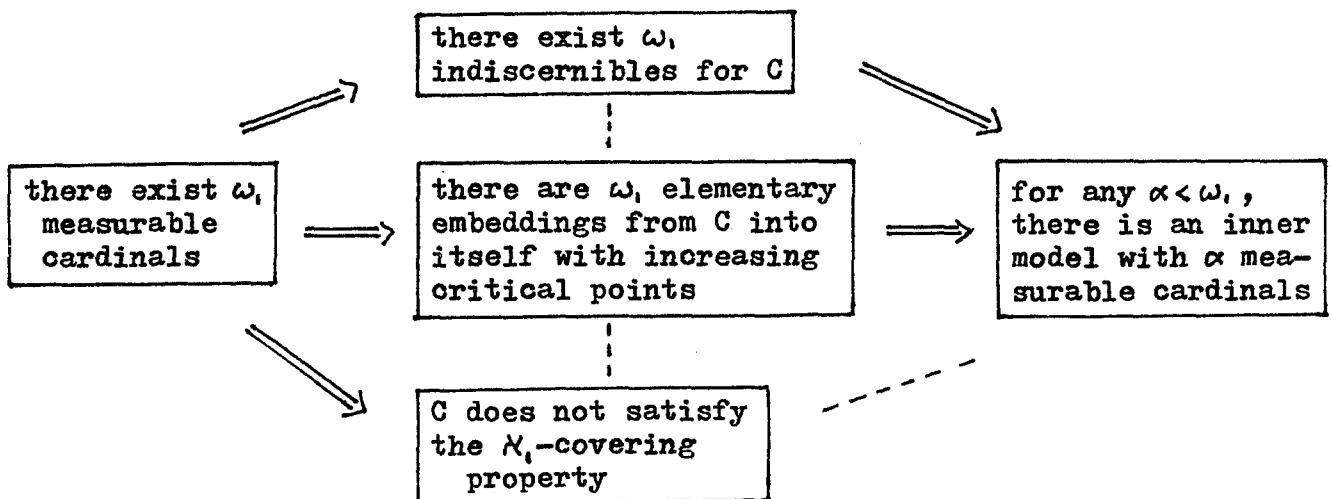 there exist ω₁
indiscernibles for C
there exist ω₁
measurable
cardinals
there are ω₁ elementary
embeddings from C into
itself with increasing
critical points
for any α<ω₁,
there is an inner
model with α mea-
surable cardinals
C does not satisfy
the ℵ₁-covering
property